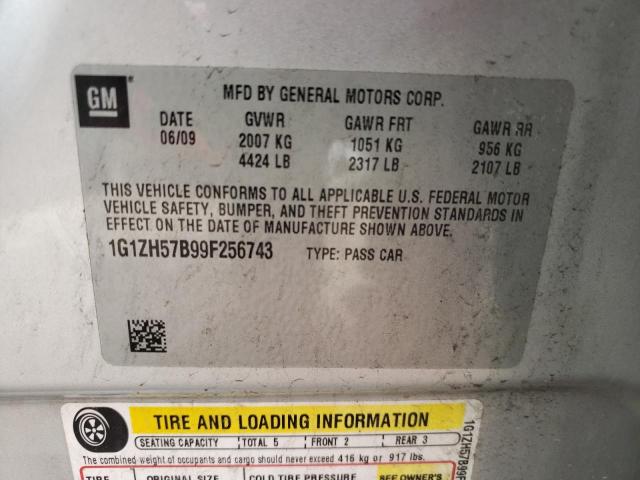 GM
MFD BY GENERAL MOTORS CORP.
DATE GVWR GAWR FRT GAWR RR
06/09 2007 KG 1051 KG 956 KG
4424 LB 2317 LB 2107 LB
THIS VEHICLE CONFORMS TO ALL APPLICABLE U.S. FEDERAL MOTOR
VEHICLE SAFETY, BUMPER, AND THEFT PREVENTION STANDARDS IN
EFFECT ON THE DATE OF MANUFACTURE SHOWN ABOVE.
1G1ZH57B99F256743 TYPE: PASS CAR
TIRE AND LOADING INFORMATION
SEATING CAPACITY TOTAL 5 FRONT 2 REAR 3
The combined weight of occupants and cargo should never exceed 416 kg or 917 lbs.
TIRE ORIGINAL SIZE COLD TIRE PRESSURE SEE OWNER'S
1G1ZH57B99F